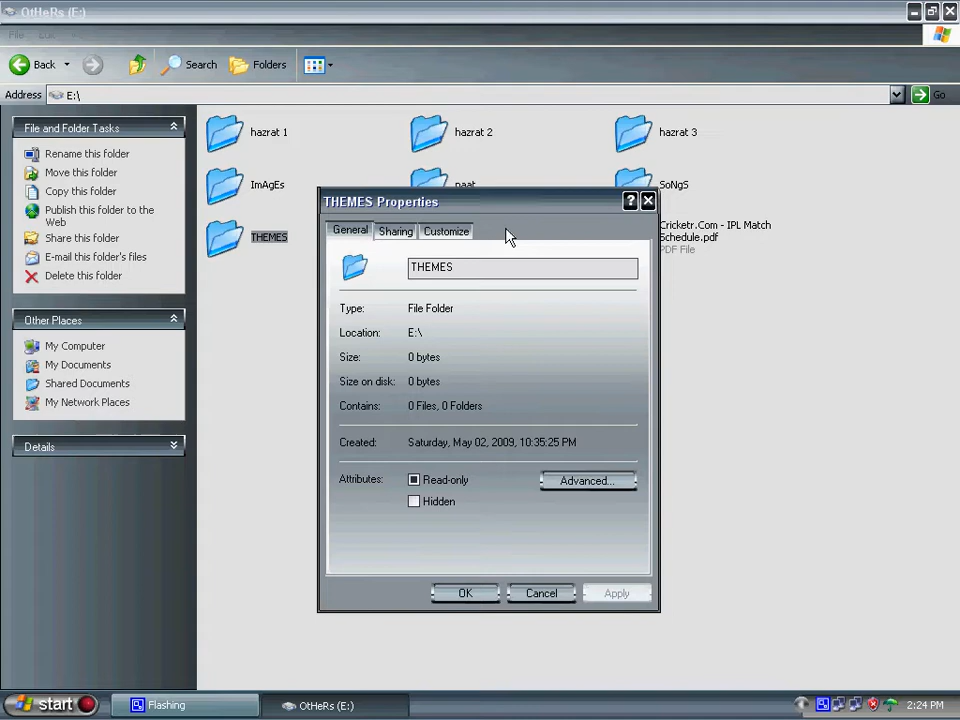 OtHeRs (E:)
Back
Search
Folders
Address
E:\
Go
File and Folder Tasks
Rename this folder
Move this folder
Copy this folder
Publish this folder to the
Web
Share this folder
E-mail this folder's files
Delete this folder
Other Places
My Computer
My Documents
Shared Documents
My Network Places
Details
hazrat 1
hazrat 2
hazrat 3
ImAgEs
naat
SoNgS
THEMES
Cricketr.Com - IPL Match
Schedule.pdf
PDF File
THEMES Properties
General
Sharing
Customize
THEMES
Type:
File Folder
Location:
E:\
Size:
0 bytes
Size on disk:
0 bytes
Contains:
0 Files, 0 Folders
Created:
Saturday, May 02, 2009, 10:35:25 PM
Attributes:
Read-only
Advanced...
Hidden
OK
Cancel
Apply
start
Flashing
OtHeRs (E:)
2:24 PM